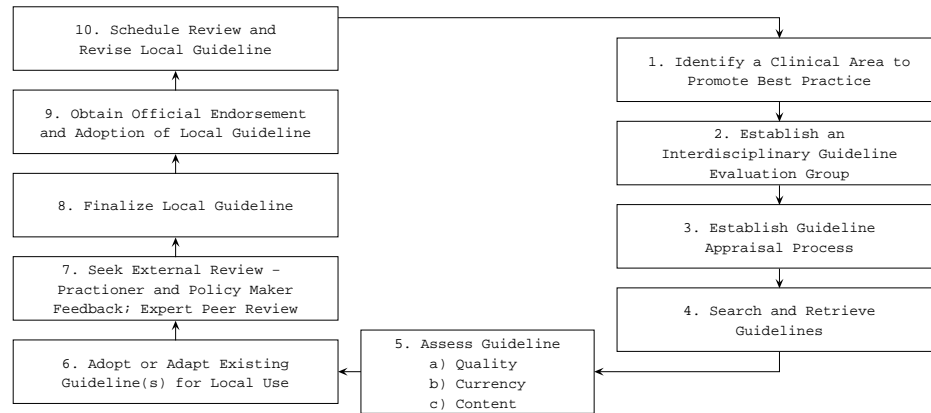 10. Schedule Review and
Revise Local Guideline
1. Identify a Clinical Area to
Promote Best Practice
9. Obtain Official Endorsement
and Adoption of Local Guideline
2. Establish an
Interdisciplinary Guideline
Evaluation Group
8. Finalize Local Guideline
3. Establish Guideline
Appraisal Process
7. Seek External Review -
Practioner and Policy Maker
Feedback; Expert Peer Review
4. Search and Retrieve
Guidelines
6. Adopt or Adapt Existing
Guideline(s) for Local Use
5. Assess Guideline
a) Quality
b) Currency
c) Content